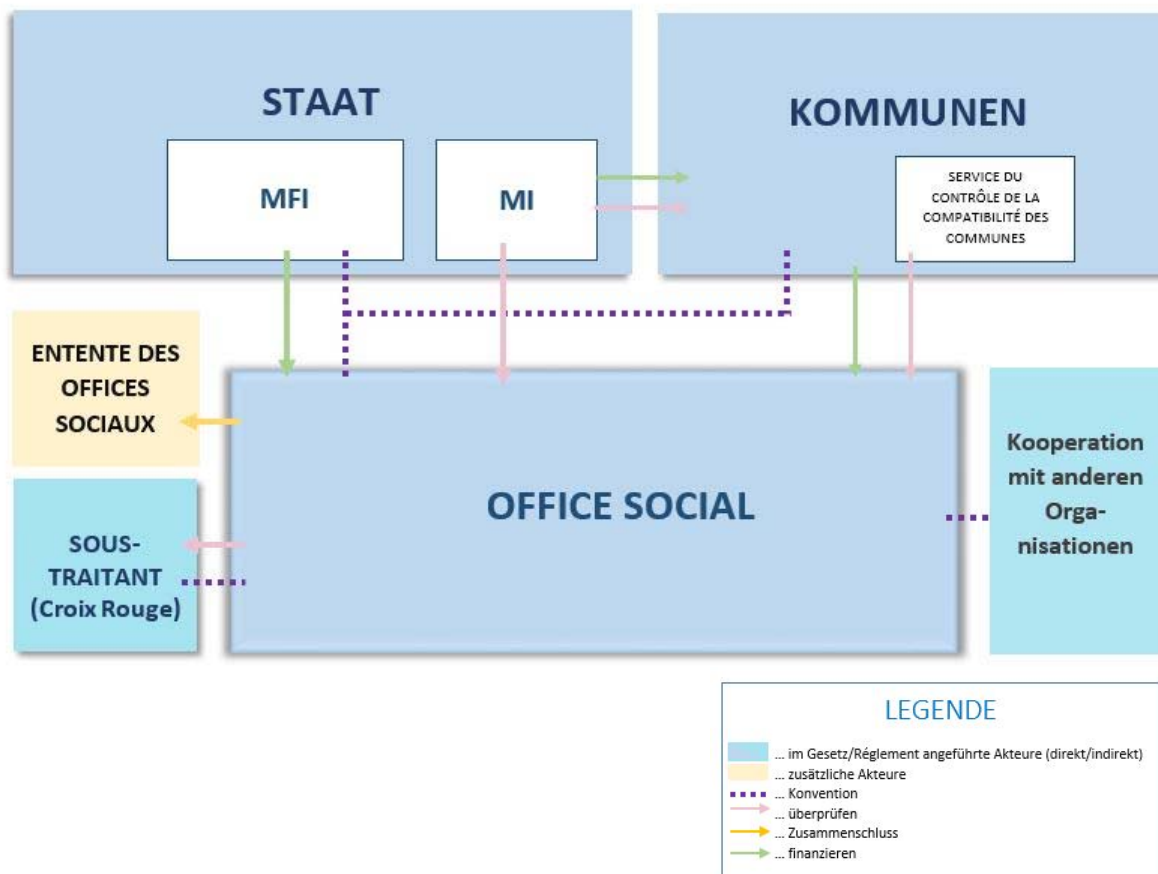 STAAT
MFI
MI
KOMMUNEN
SERVICE DU
CONTRÔLE DE LA
COMPATIBILITÉ DES
COMMUNES
ENTENTE DES
OFFICES
SOCIAUX
SOUS-
TRAITANT
(Croix Rouge)
OFFICE SOCIAL
Kooperation
mit anderen
Orga-
nisationen
LEGENDE
... im Gesetz/Réglement angeführte Akteure (direkt/indirekt)
... zusätzliche Akteure
... Konvention
... überprüfen
... Zusammenschluss
... finanzieren